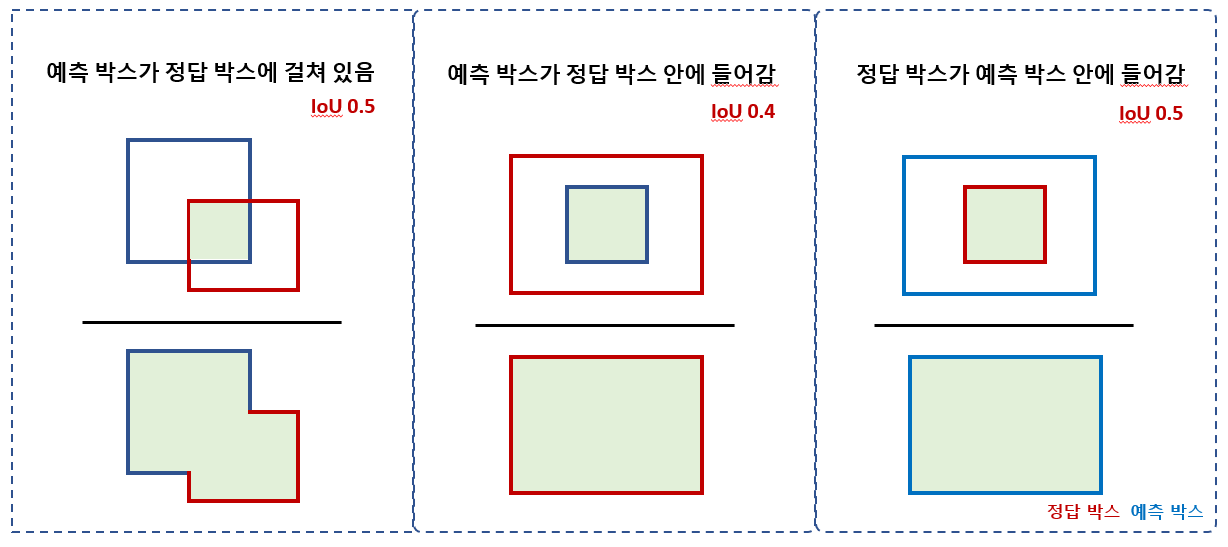 예측 박스가 정답 박스에 걸쳐 있음
IoU 0.5
예측 박스가 정답 박스 안에 들어감
IoU 0.4
정답 박스가 예측 박스 안에 들어감
IoU 0.5
정답 박스 예측 박스